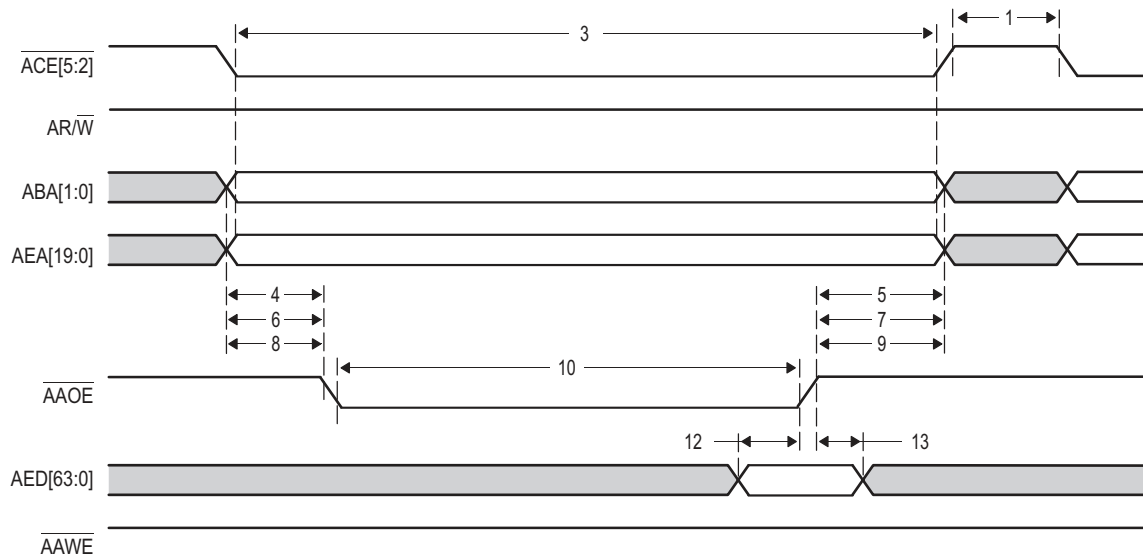 1
3
ACE[5:2]
AR/W
ABA[1:0]
AEA[19:0]
4 5
6 7
8 9
10
AAOE
12 13
AED[63:0]
AAWE